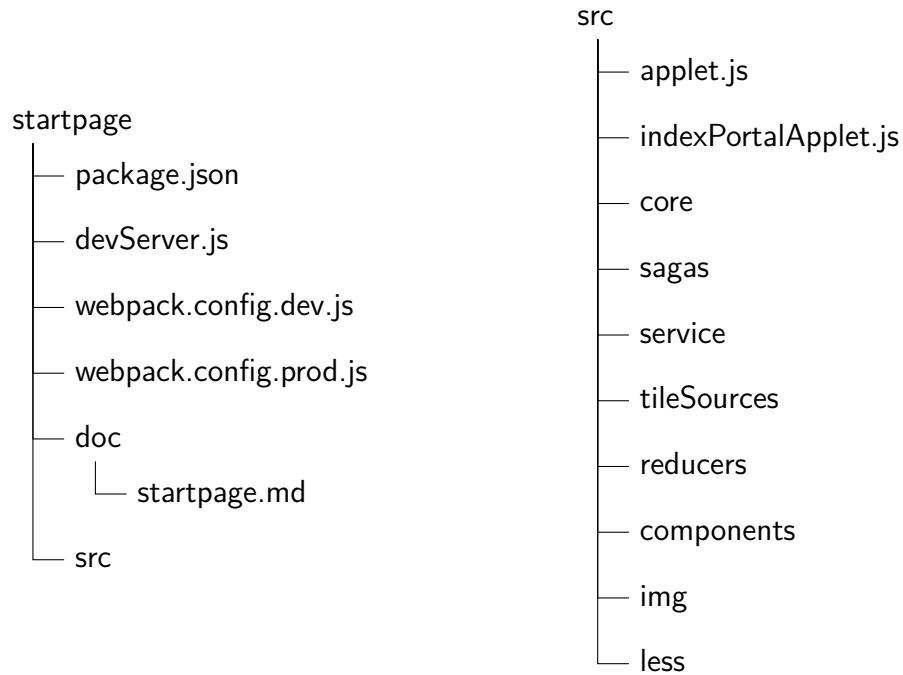 startpage
package.json
devServer.js
webpack.config.dev.js
webpack.config.prod.js
doc
startpage.md
src
src
applet.js
indexPortalApplet.js
core
sagas
service
tileSources
reducers
components
img
less